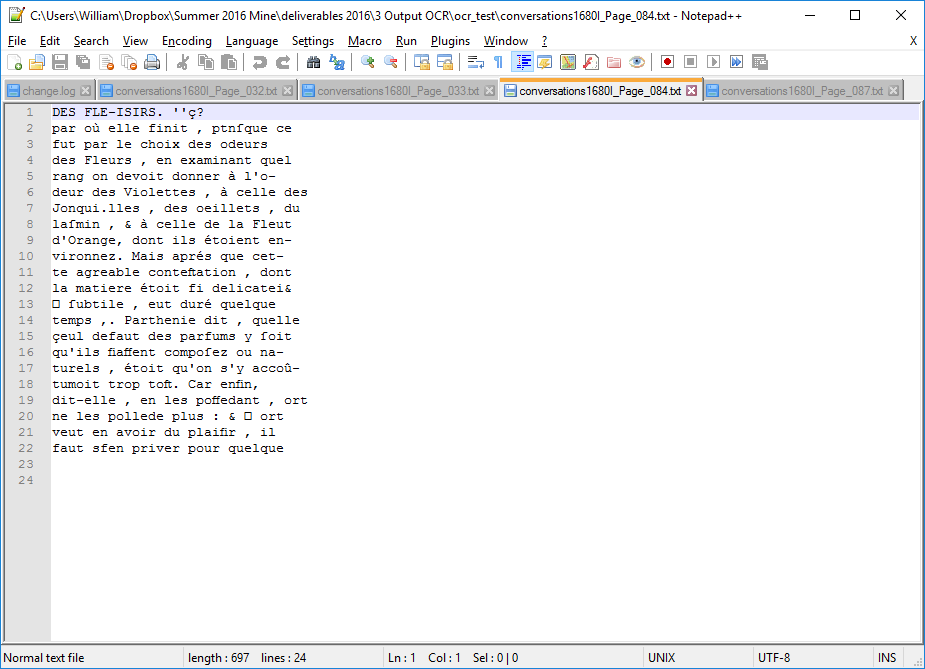 C:\Users\William\Dropbox\Summer 2016 Mine\deliverables 2016\3 Output OCR\ocr_test\conversations1680l_Page_084.txt - Notepad++
File Edit Search View Encoding Language Settings Macro Run Plugins Window ? X
change.log conversations1680l_Page_032.txt conversations1680l_Page_033.txt conversations1680l_Page_084.txt conversations1680l_Page_087.txt
1 DES FLE-ISIRS. ''ç?
2 par où elle finit , ptnſque ce
3 fut par le choix des odeurs
4 des Fleurs , en examinant quel
5 rang on devoit donner à l'o-
6 deur des Violettes , à celle des
7 Jonqui.lles , des oeillets , du
8 laſmin , & à celle de la Fleut
9 d'Orange, dont ils étoient en-
10 vironnez. Mais aprés que cet-
11 te agreable conteſtation , dont
12 la matiere étoit fi delicatei&
13 □ ſubtile , eut duré quelque
14 temps ,. Parthenie dit , quelle
15 çeul defaut des parfums y ſoit
16 qu'ils fiaffent compoſez ou na-
17 turels , étoit qu'on s'y accoû-
18 tumoit trop toſt. Car enfin,
19 dit-elle , en les poffedant , ort
20 ne les pollede plus : & □ ort
21 veut en avoir du plaifir , il
22 faut sfen priver pour quelque
23
24
Normal text file length : 697 lines : 24 Ln : 1 Col : 1 Sel : 0 | 0 UNIX UTF-8 INS